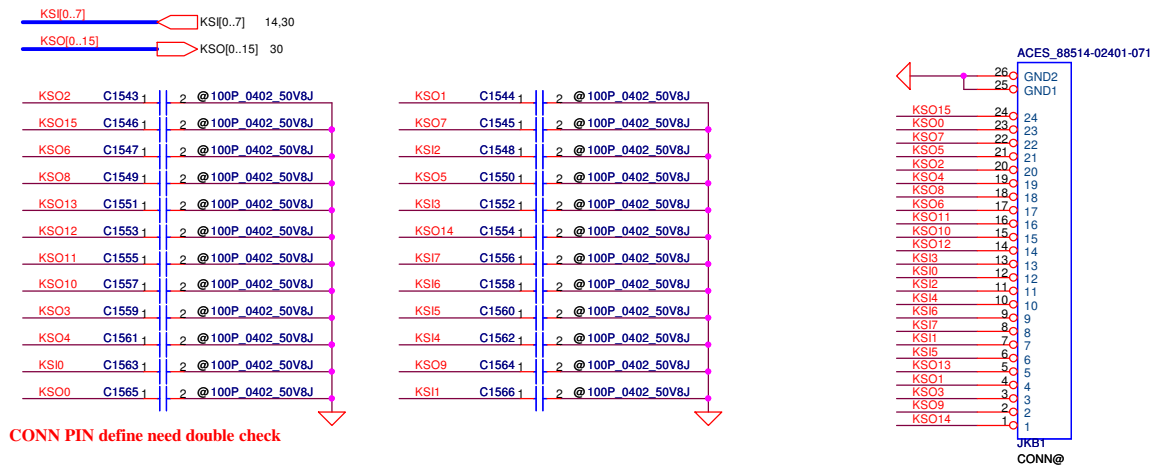 KSI[0..7] KSI[0..7] 14,30
KSO[0..15] KSO[0..15] 30
KSO2 C1543 1 2 @100P_0402_50V8J
KSO15 C1546 1 2 @100P_0402_50V8J
KSO6 C1547 1 2 @100P_0402_50V8J
KSO8 C1549 1 2 @100P_0402_50V8J
KSO13 C1551 1 2 @100P_0402_50V8J
KSO12 C1553 1 2 @100P_0402_50V8J
KSO11 C1555 1 2 @100P_0402_50V8J
KSO10 C1557 1 2 @100P_0402_50V8J
KSO3 C1559 1 2 @100P_0402_50V8J
KSO4 C1561 1 2 @100P_0402_50V8J
KSI0 C1563 1 2 @100P_0402_50V8J
KSO0 C1565 1 2 @100P_0402_50V8J
CONN PIN define need double check
KSO1 C1544 1 2 @100P_0402_50V8J
KSO7 C1545 1 2 @100P_0402_50V8J
KSI2 C1548 1 2 @100P_0402_50V8J
KSO5 C1550 1 2 @100P_0402_50V8J
KSI3 C1552 1 2 @100P_0402_50V8J
KSO14 C1554 1 2 @100P_0402_50V8J
KSI7 C1556 1 2 @100P_0402_50V8J
KSI6 C1558 1 2 @100P_0402_50V8J
KSI5 C1560 1 2 @100P_0402_50V8J
KSI4 C1562 1 2 @100P_0402_50V8J
KSO9 C1564 1 2 @100P_0402_50V8J
KSI1 C1566 1 2 @100P_0402_50V8J
ACES_88514-02401-071
26 GND2
25 GND1
KSO15 24 24
KSO0 23 23
KSO7 22 22
KSO5 21 21
KSO2 20 20
KSO4 19 19
KSO8 18 18
KSO6 17 17
KSO11 16 16
KSO10 15 15
KSO12 14 14
KSI3 13 13
KSI0 12 12
KSI2 11 11
KSI4 10 10
KSI6 9 9
KSI7 8 8
KSI1 7 7
KSI5 6 6
KSO13 5 5
KSO1 4 4
KSO3 3 3
KSO9 2 2
KSO14 1 1
JKB1
CONN@